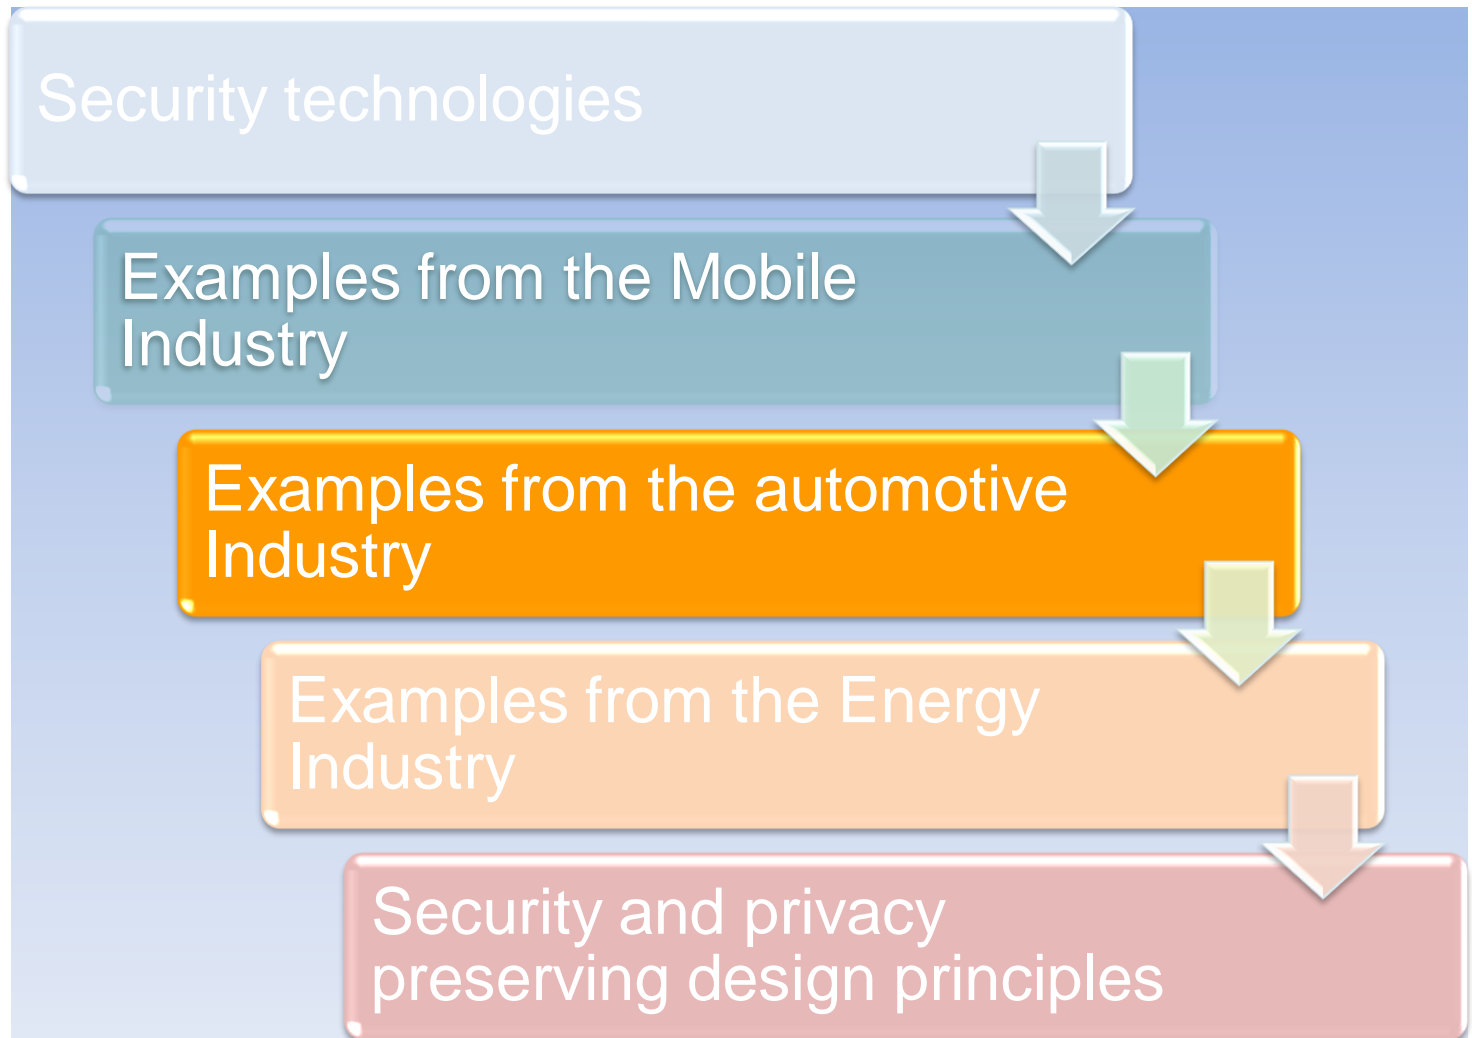 Security technologies
Examples from the Mobile
Industry
Examples from the automotive
Industry
Examples from the Energy
Industry
Security and privacy
preserving design principles